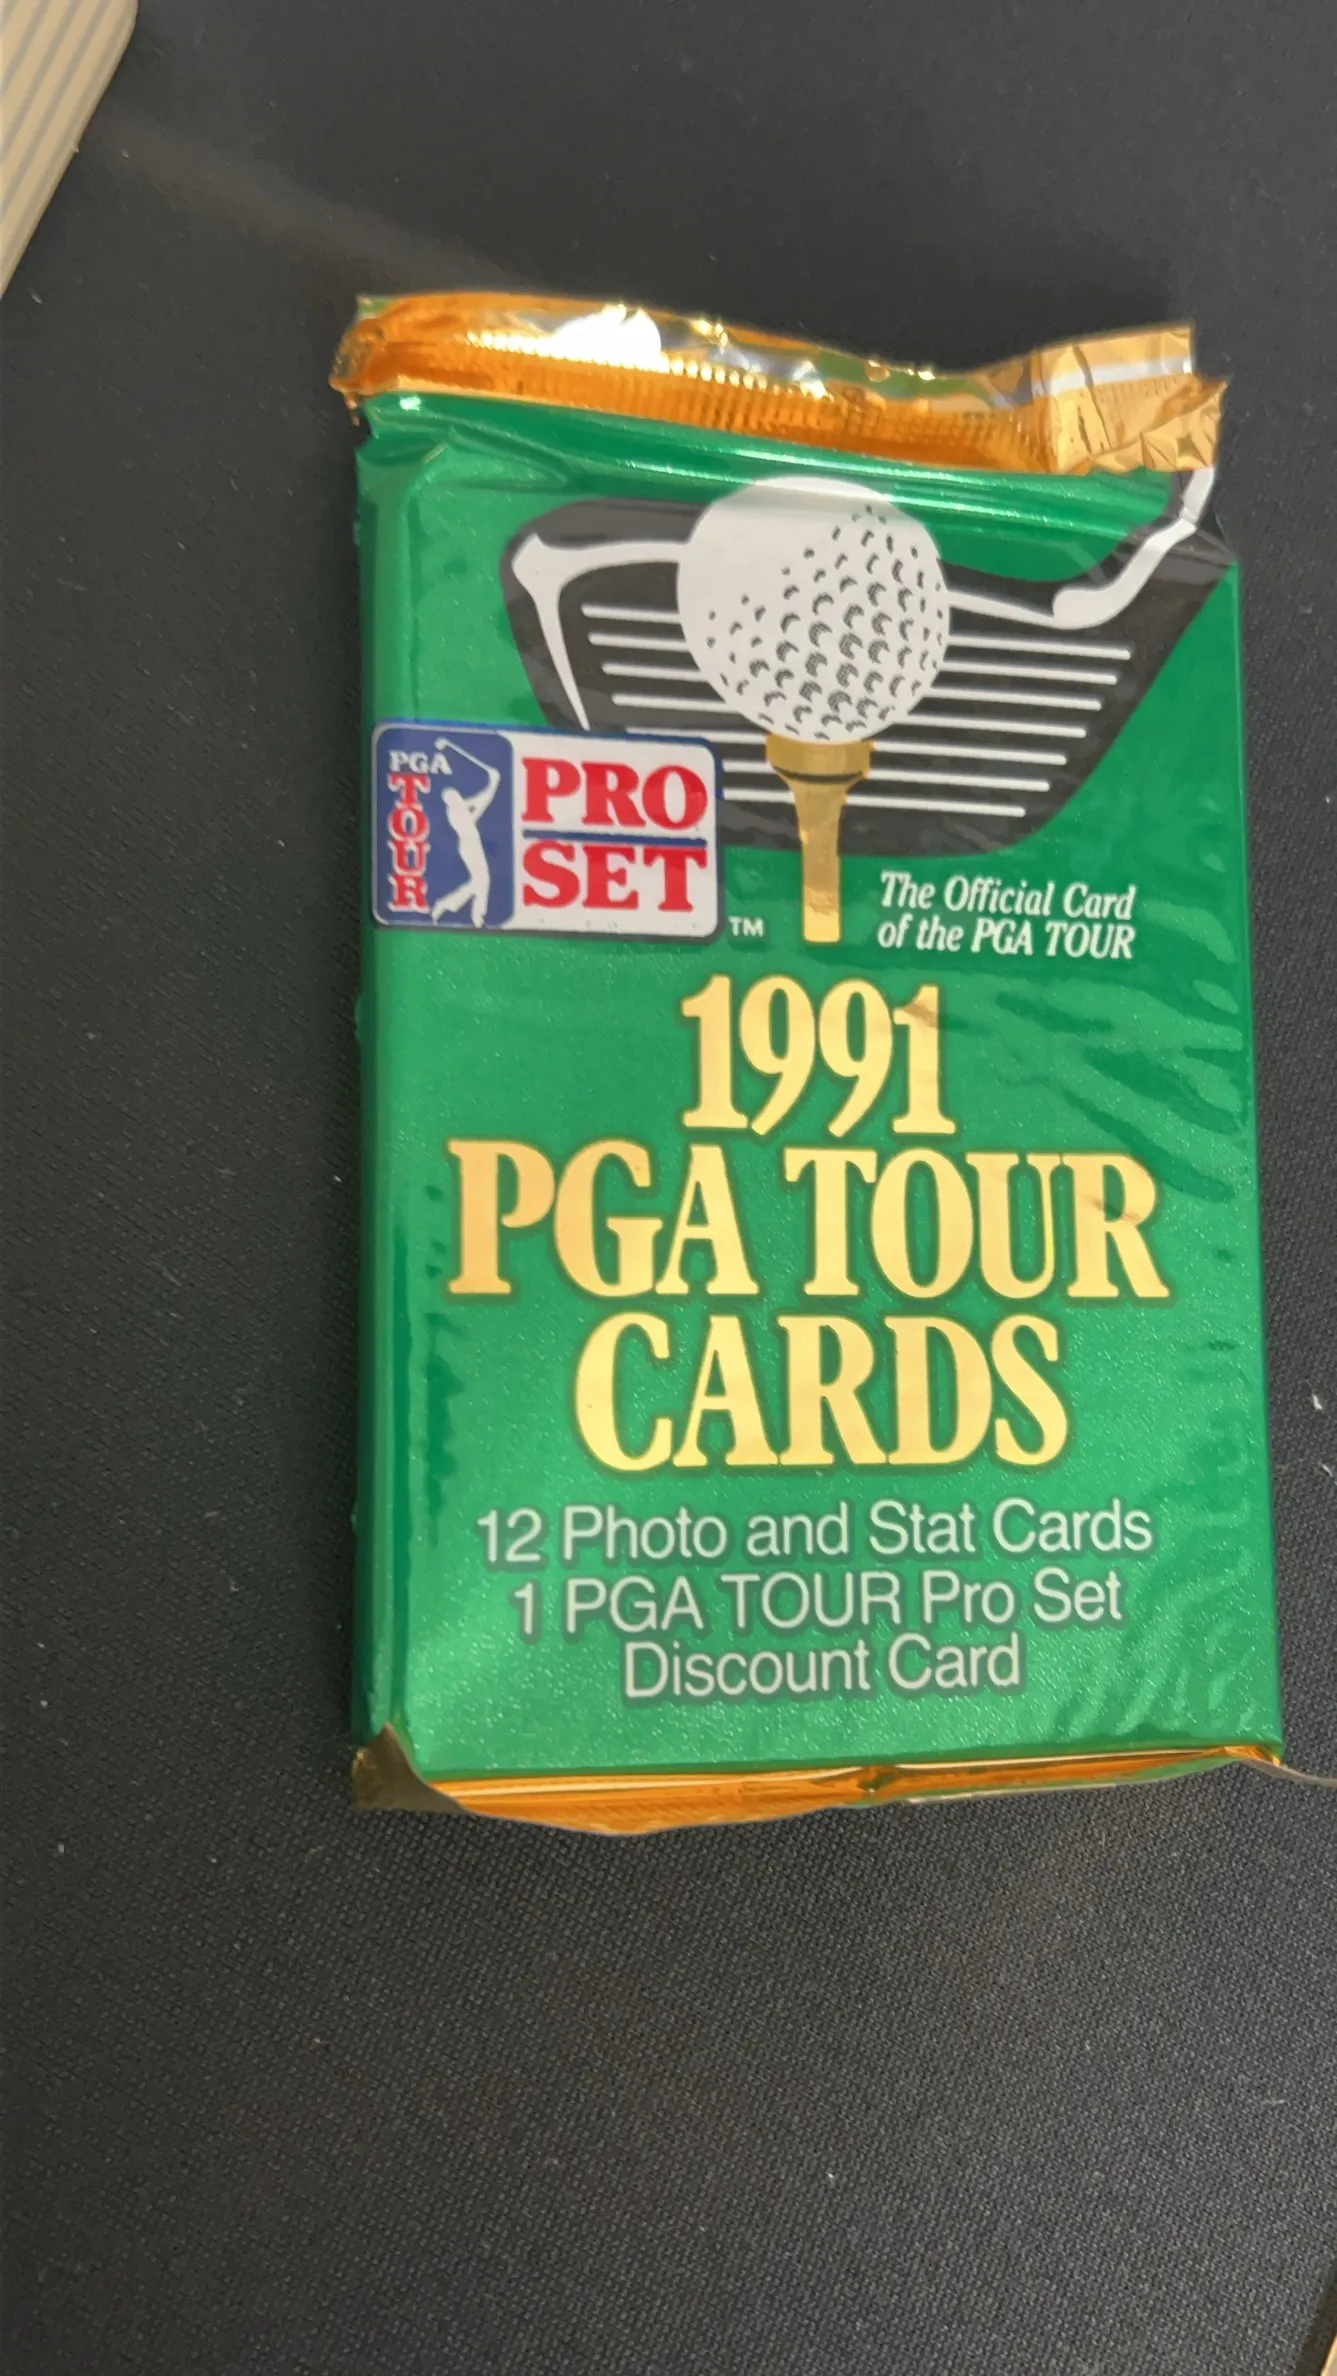 PGA
TOUR
PRO
SET
TM
The Official Card
of the PGA TOUR
1991
PGA TOUR
CARDS
12 Photo and Stat Cards
1 PGA TOUR Pro Set
Discount Card